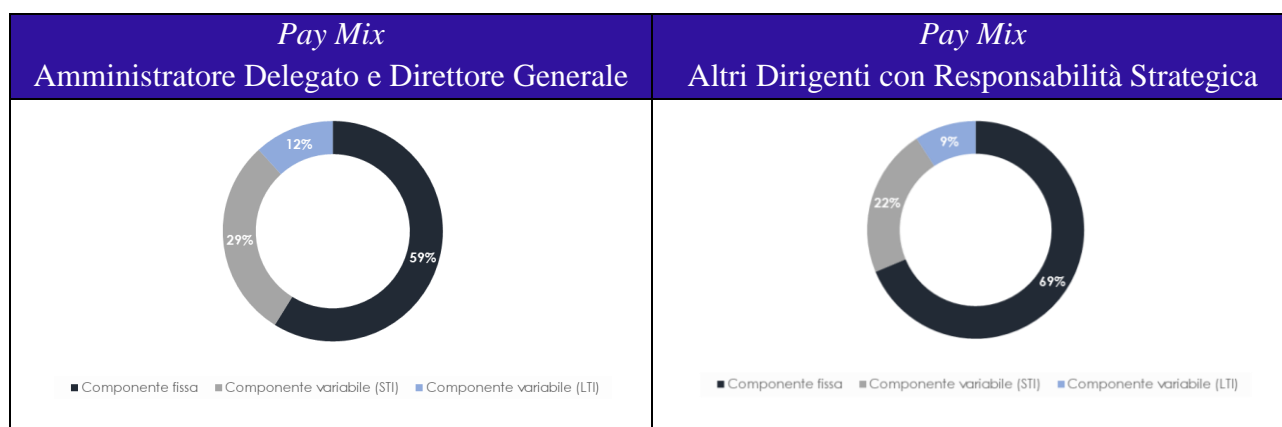 Pay Mix
Amministratore Delegato e Direttore Generale
Pay Mix
Altri Dirigenti con Responsabilità Strategica
12%
29%
59%
Componente fissa Componente variabile (STI) Componente variabile (LTI)
9%
22%
69%
Componente fissa Componente variabile (STI) Componente variabile (LTI)